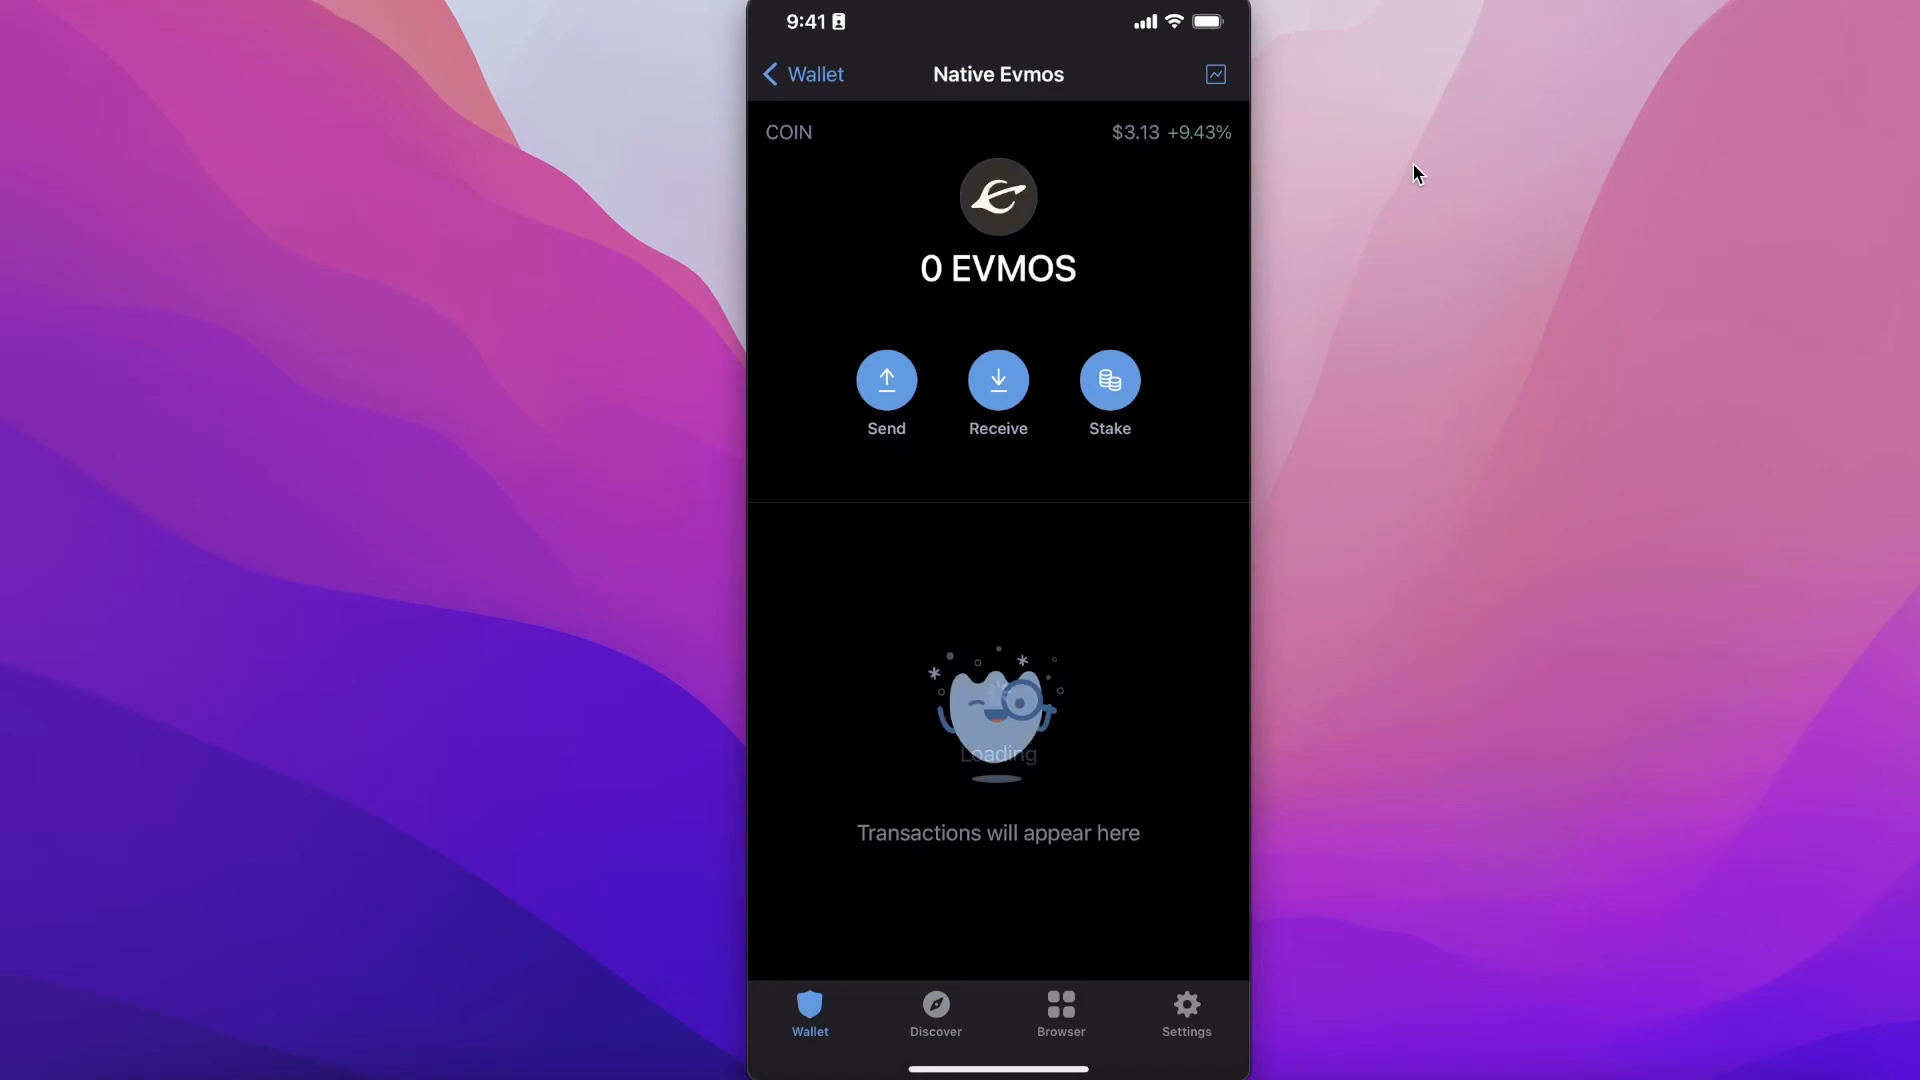 9:41
Wallet
Native Evmos
COIN
$3.13 +9.43%
0 EVMOS
Send
Receive
Stake
Loading
Transactions will appear here
Wallet
Discover
Browser
Settings